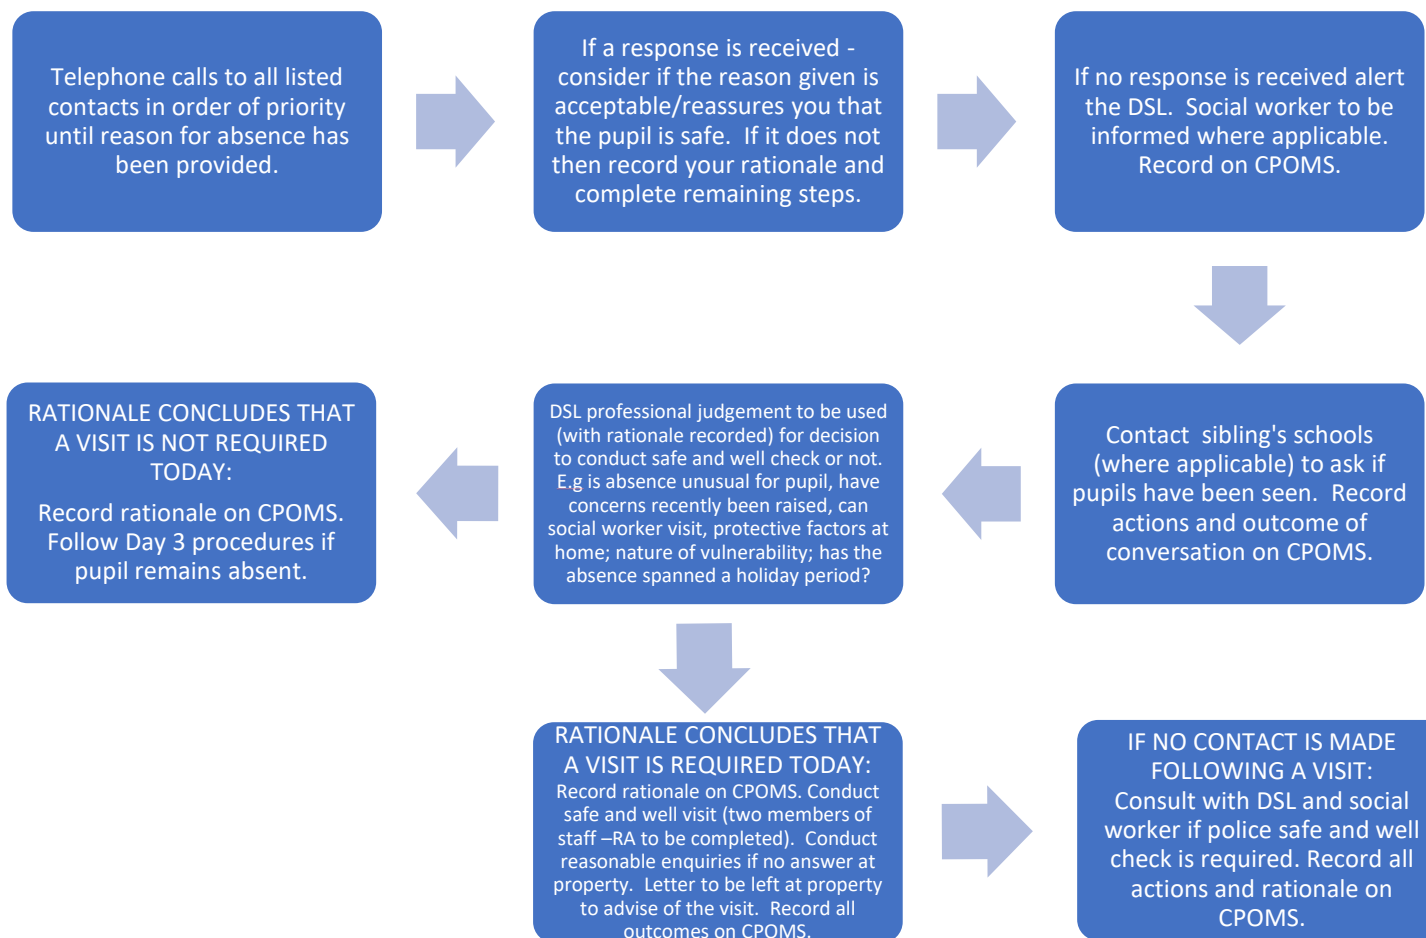 Telephone calls to all listed
contacts in order of priority
until reason for absence has
been provided.
If a response is received -
consider if the reason given is
acceptable/reassures you that
the pupil is safe.  If it does not
then record your rationale and
complete remaining steps.
If no response is received alert
the DSL.  Social worker to be
informed where applicable.
Record on CPOMS.
Contact  sibling's schools
(where applicable) to ask if
pupils have been seen.  Record
actions and outcome of
conversation on CPOMS.
DSL professional judgement to be used
(with rationale recorded) for decision
to conduct safe and well check or not.
E.g is absence unusual for pupil, have
concerns recently been raised, can
social worker visit, protective factors at
home; nature of vulnerability; has the
absence spanned a holiday period?
RATIONALE CONCLUDES THAT
A VISIT IS NOT REQUIRED
TODAY:
Record rationale on CPOMS.
Follow Day 3 procedures if
pupil remains absent.
RATIONALE CONCLUDES THAT
A VISIT IS REQUIRED TODAY:
Record rationale on CPOMS. Conduct
safe and well visit (two members of
staff –RA to be completed).  Conduct
reasonable enquiries if no answer at
property.  Letter to be left at property
to advise of the visit.  Record all
outcomes on CPOMS.
IF NO CONTACT IS MADE
FOLLOWING A VISIT:
Consult with DSL and social
worker if police safe and well
check is required. Record all
actions and rationale on
CPOMS.